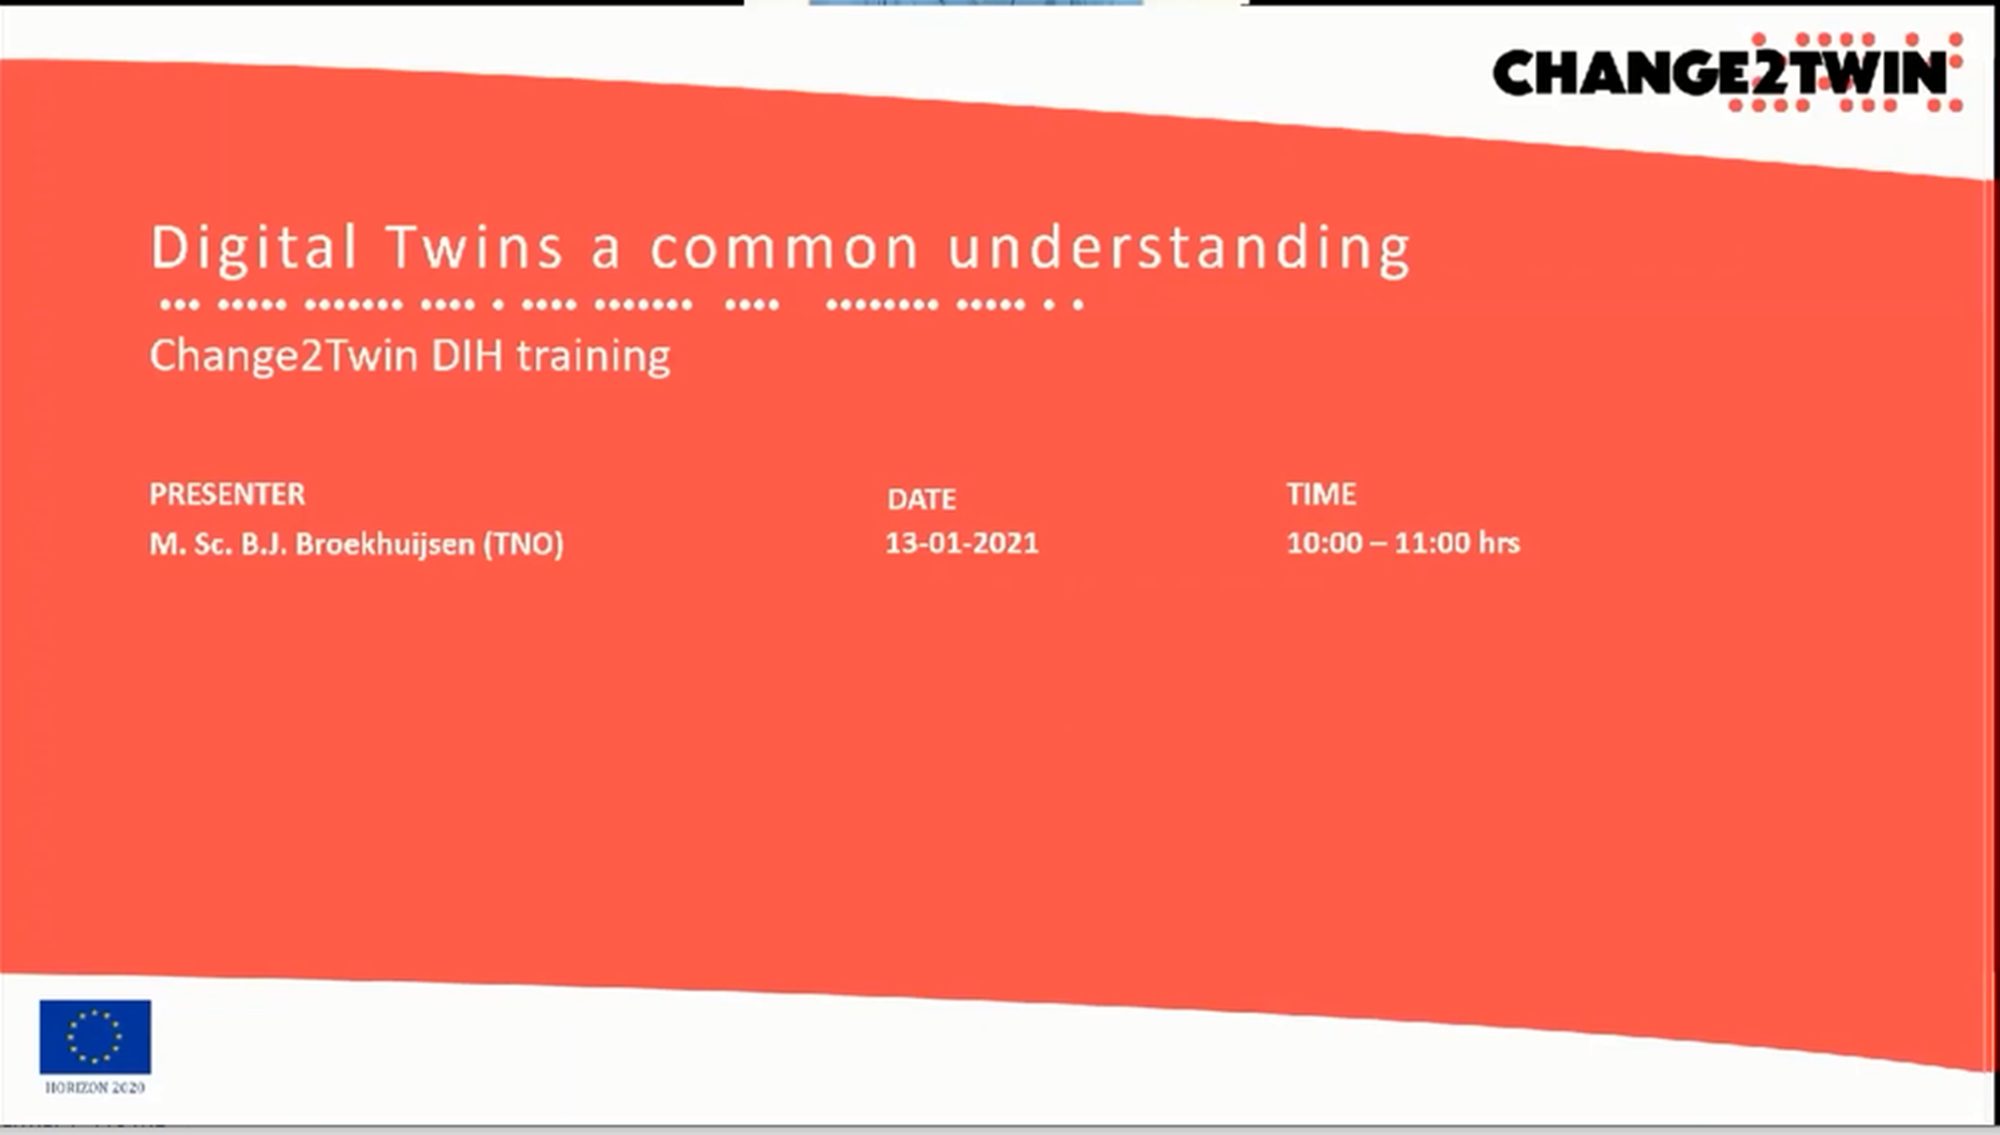 CHANGE2TWIN
Digital Twins a common understanding
Change2Twin DIH training
PRESENTER
M. Sc. B.J. Broekhuijsen (TNO)
DATE
13-01-2021
TIME
10:00 – 11:00 hrs
HORIZON 2020